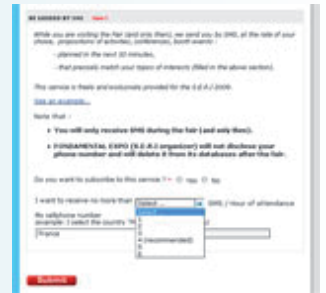 BE GUIDED BY SMS
While you are visiting the Fair (and only then), we send you by SMS, at the rate of your
choice, propositions of activities, conferences, booth events :
- planned in the next 30 minutes,
- that precisely match your topics of interests (filled in the above section).
This service is freely and exclusively provided for the S.E.R.I 2009.
See an example...
Note that :
• You will only receive SMS during the fair (and only then).
• FONDAMENTAL EXPO (S.E.R.I organizer) will not disclose your
phone number and will delete it from its databases after the fair.
Do you want to subscribe to this service ? * Yes No
I want to receive no more than Select ... SMS / Hour of attendance
My cellphone number
example: I select the country
France
Select ...
1
2
3
4 (recommended)
5
6
Submit